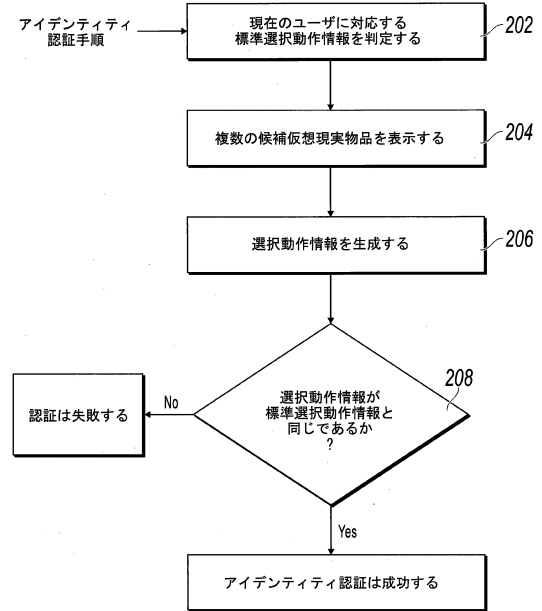 アイデンティティ
認証手順
現在のユーザに対応する
標準選択動作情報を判定する
202
複数の候補仮想現実物品を表示する
204
選択動作情報を生成する
206
選択動作情報が
標準選択動作情報と
同じであるか
?
208
No
認証は失敗する
Yes
アイデンティティ認証は成功する